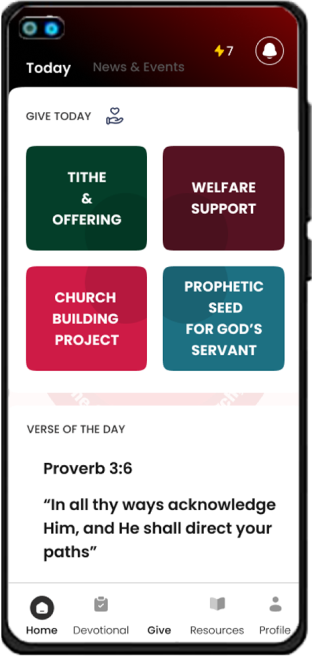 7
Today News & Events
GIVE TODAY
TITHE
&
OFFERING
WELFARE
SUPPORT
CHURCH
BUILDING
PROJECT
PROPHETIC
SEED
FOR GOD'S
SERVANT
VERSE OF THE DAY
Proverb 3:6
“In all thy ways acknowledge
Him, and He shall direct your
paths”
Home Devotional Give Resources Profile